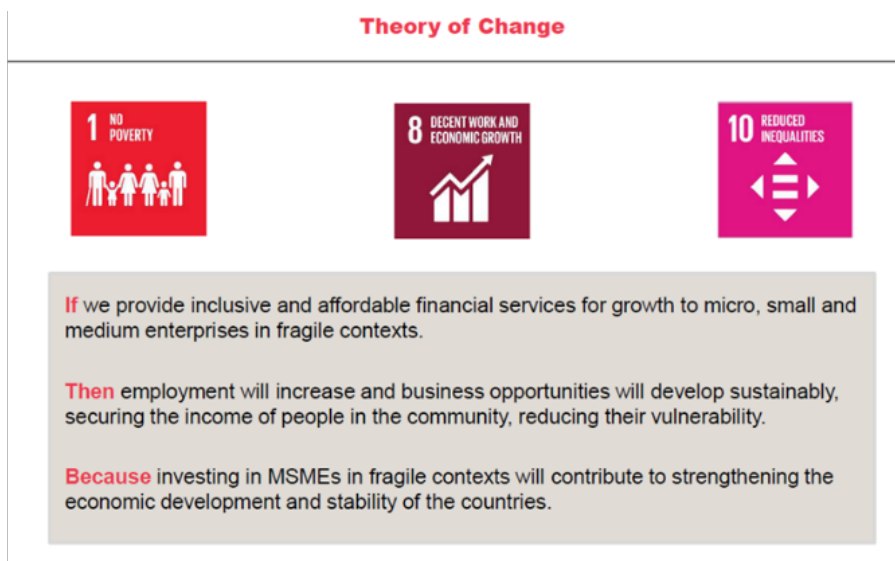 Theory of Change
1 NO
POVERTY
8 DECENT WORK AND
ECONOMIC GROWTH
10 REDUCED
INEQUALITIES
If we provide inclusive and affordable financial services for growth to micro, small and
medium enterprises in fragile contexts.
Then employment will increase and business opportunities will develop sustainably,
securing the income of people in the community, reducing their vulnerability.
Because investing in MSMEs in fragile contexts will contribute to strengthening the
economic development and stability of the countries.